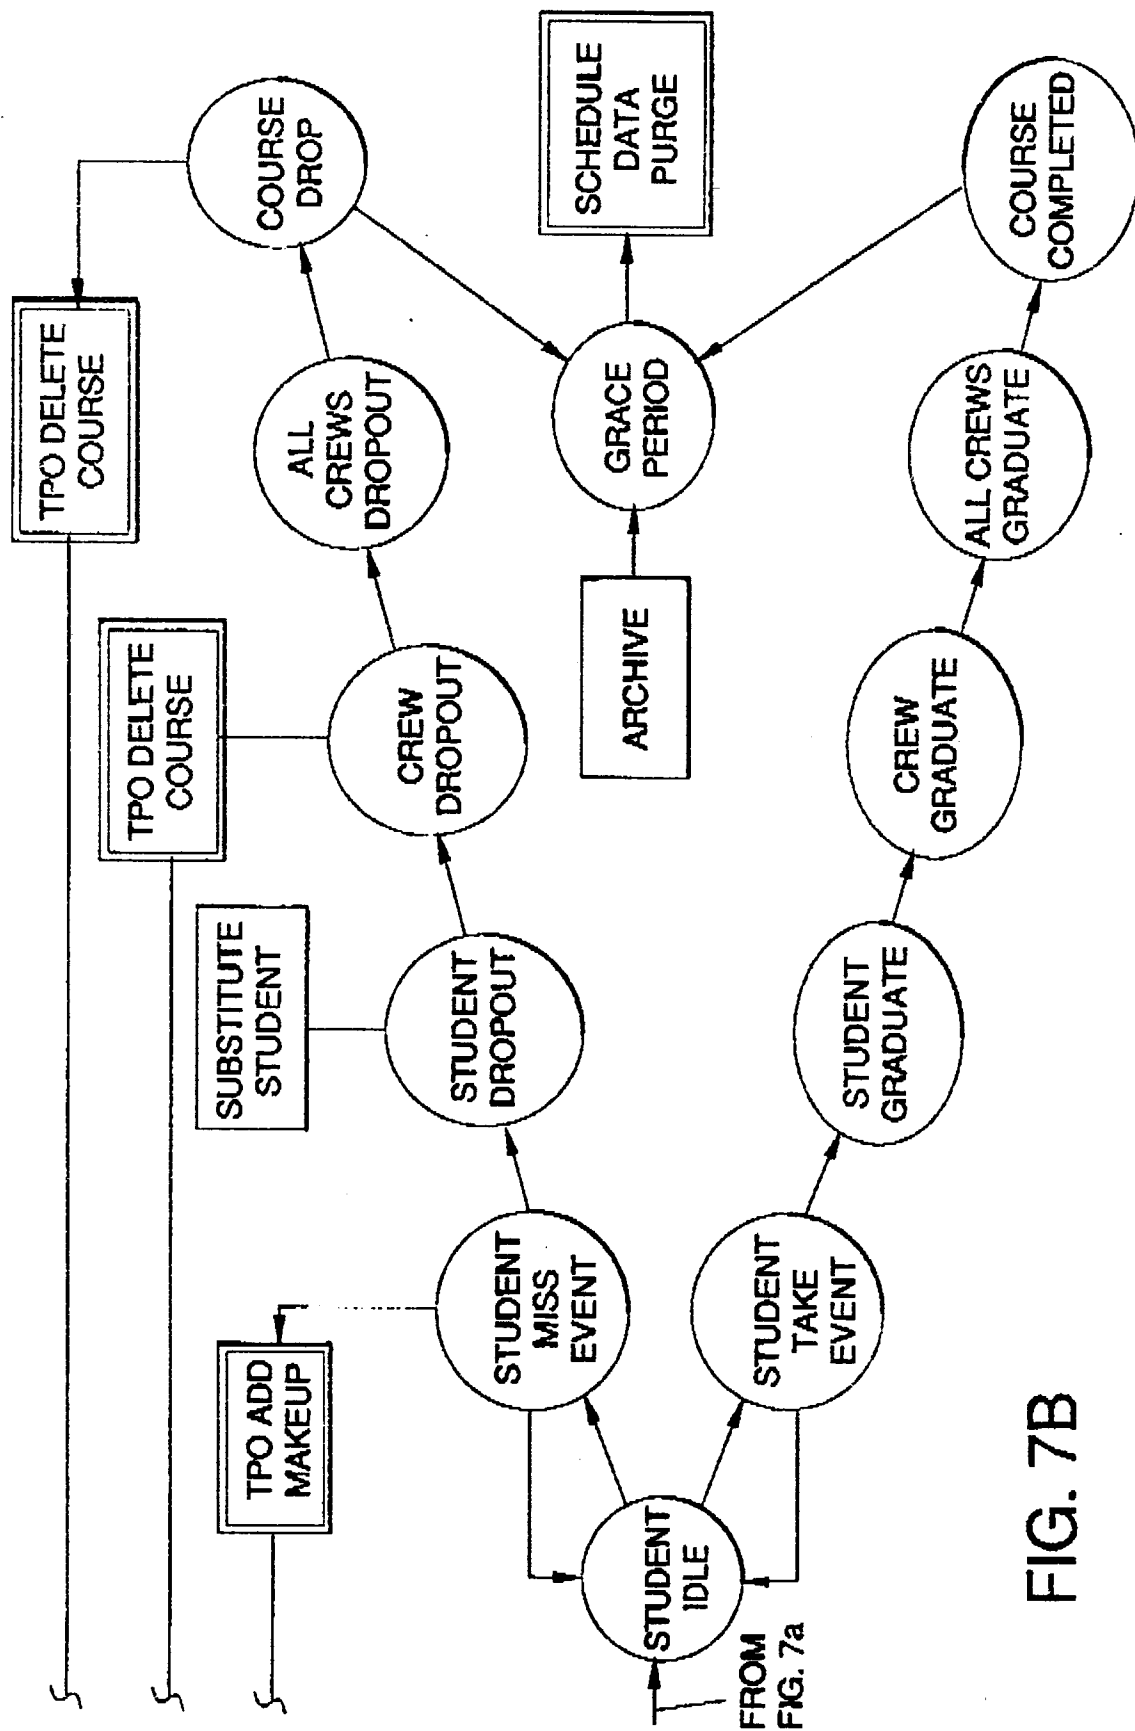 TPO DELETE
COURSE
TPO DELETE
COURSE
COURSE
DROP
SUBSTITUTE
STUDENT
ALL
CREWS
DROPOUT
TPO ADD
MAKEUP
CREW
DROPOUT
STUDENT
DROPOUT
STUDENT
MISS
EVENT
SCHEDULE
DATA
PURGE
GRACE
PERIOD
ARCHIVE
STUDENT
IDLE
FROM
FIG. 7a
STUDENT
TAKE
EVENT
STUDENT
GRADUATE
CREW
GRADUATE
ALL CREWS
GRADUATE
COURSE
COMPLETED
FIG. 7B